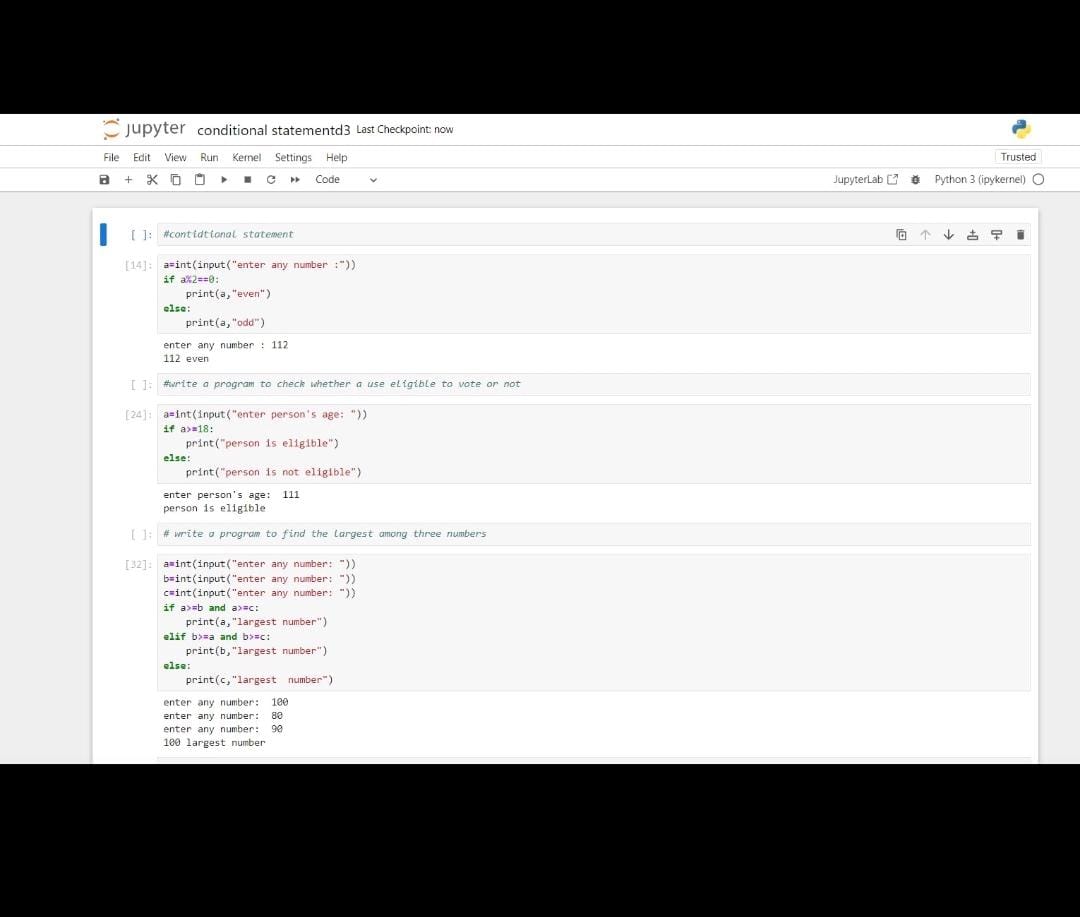 jupyter conditional statementd3 Last Checkpoint: now
File Edit View Run Kernel Settings Help
Trusted
Code
JupyterLab
Python 3 (ipykernel)
[ ]: #contidtional statement
[14]: a=int(input("enter any number :"))
if a%2==0:
    print(a,"even")
else:
    print(a,"odd")
enter any number : 112
112 even
[ ]: #write a program to check whether a use eligible to vote or not
[24]: a=int(input("enter person's age: "))
if a>=18:
    print("person is eligible")
else:
    print("person is not eligible")
enter person's age:  111
person is eligible
[ ]: # write a program to find the largest among three numbers
[32]: a=int(input("enter any number: "))
b=int(input("enter any number: "))
c=int(input("enter any number: "))
if a>=b and a>=c:
    print(a,"largest number")
elif b>=a and b>=c:
    print(b,"largest number")
else:
    print(c,"largest  number")
enter any number:  100
enter any number:  80
enter any number:  90
100 largest number